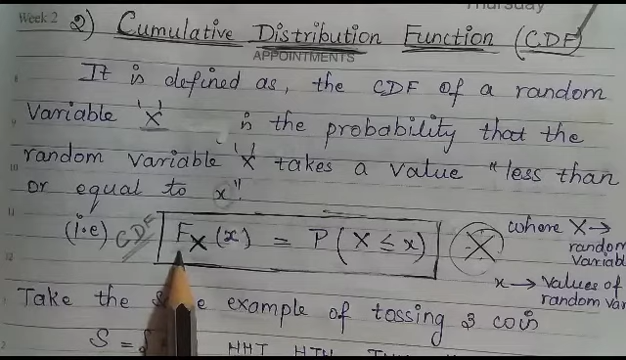 Week 2
Thursday
2) Cumulative Distribution Function (CDF)
APPOINTMENTS
It is defined as, the CDF of a random
Variable 'X' is the probability that the
random variable 'X' takes a value "less than
or equal to x".
(i.e) CDF F_X (x) = P (X ≤ x) X where X →
random
Variabl
x → Values of
random var
Take the e example of tossing 3 coin
S = HHT HTH